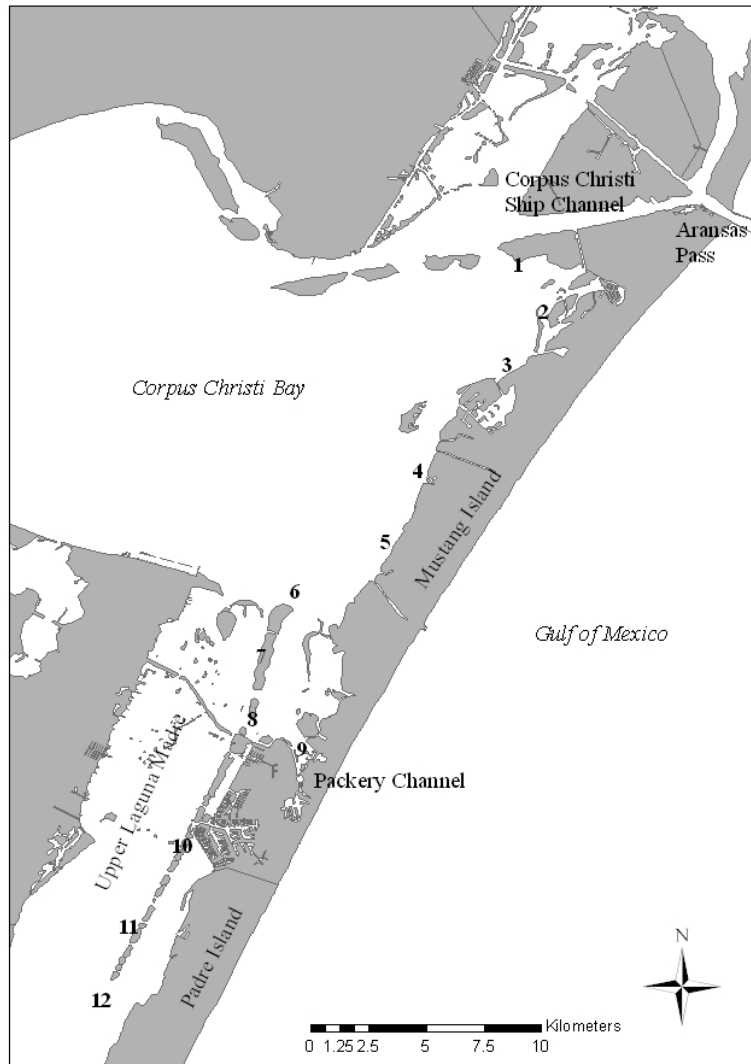 Corpus Christi
Ship Channel
Aransas
Pass
1
2
3
Corpus Christi Bay
4
Mustang Island
5
6
Gulf of Mexico
7
8
9
Packery Channel
Upper Laguna Madre
10
11
Padre Island
12
N
Kilometers
0 1.25 2.5 5 7.5 10